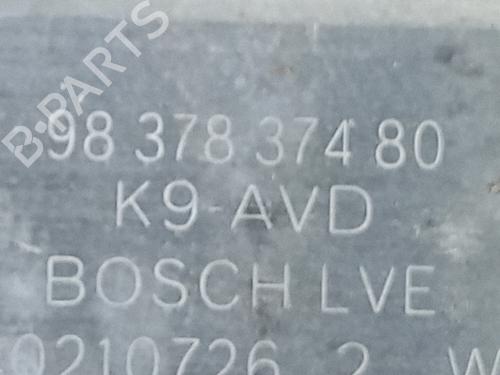 B-PARTS
98 378 374 80
K9-AVD
BOSCH LVE
0210726 2 W